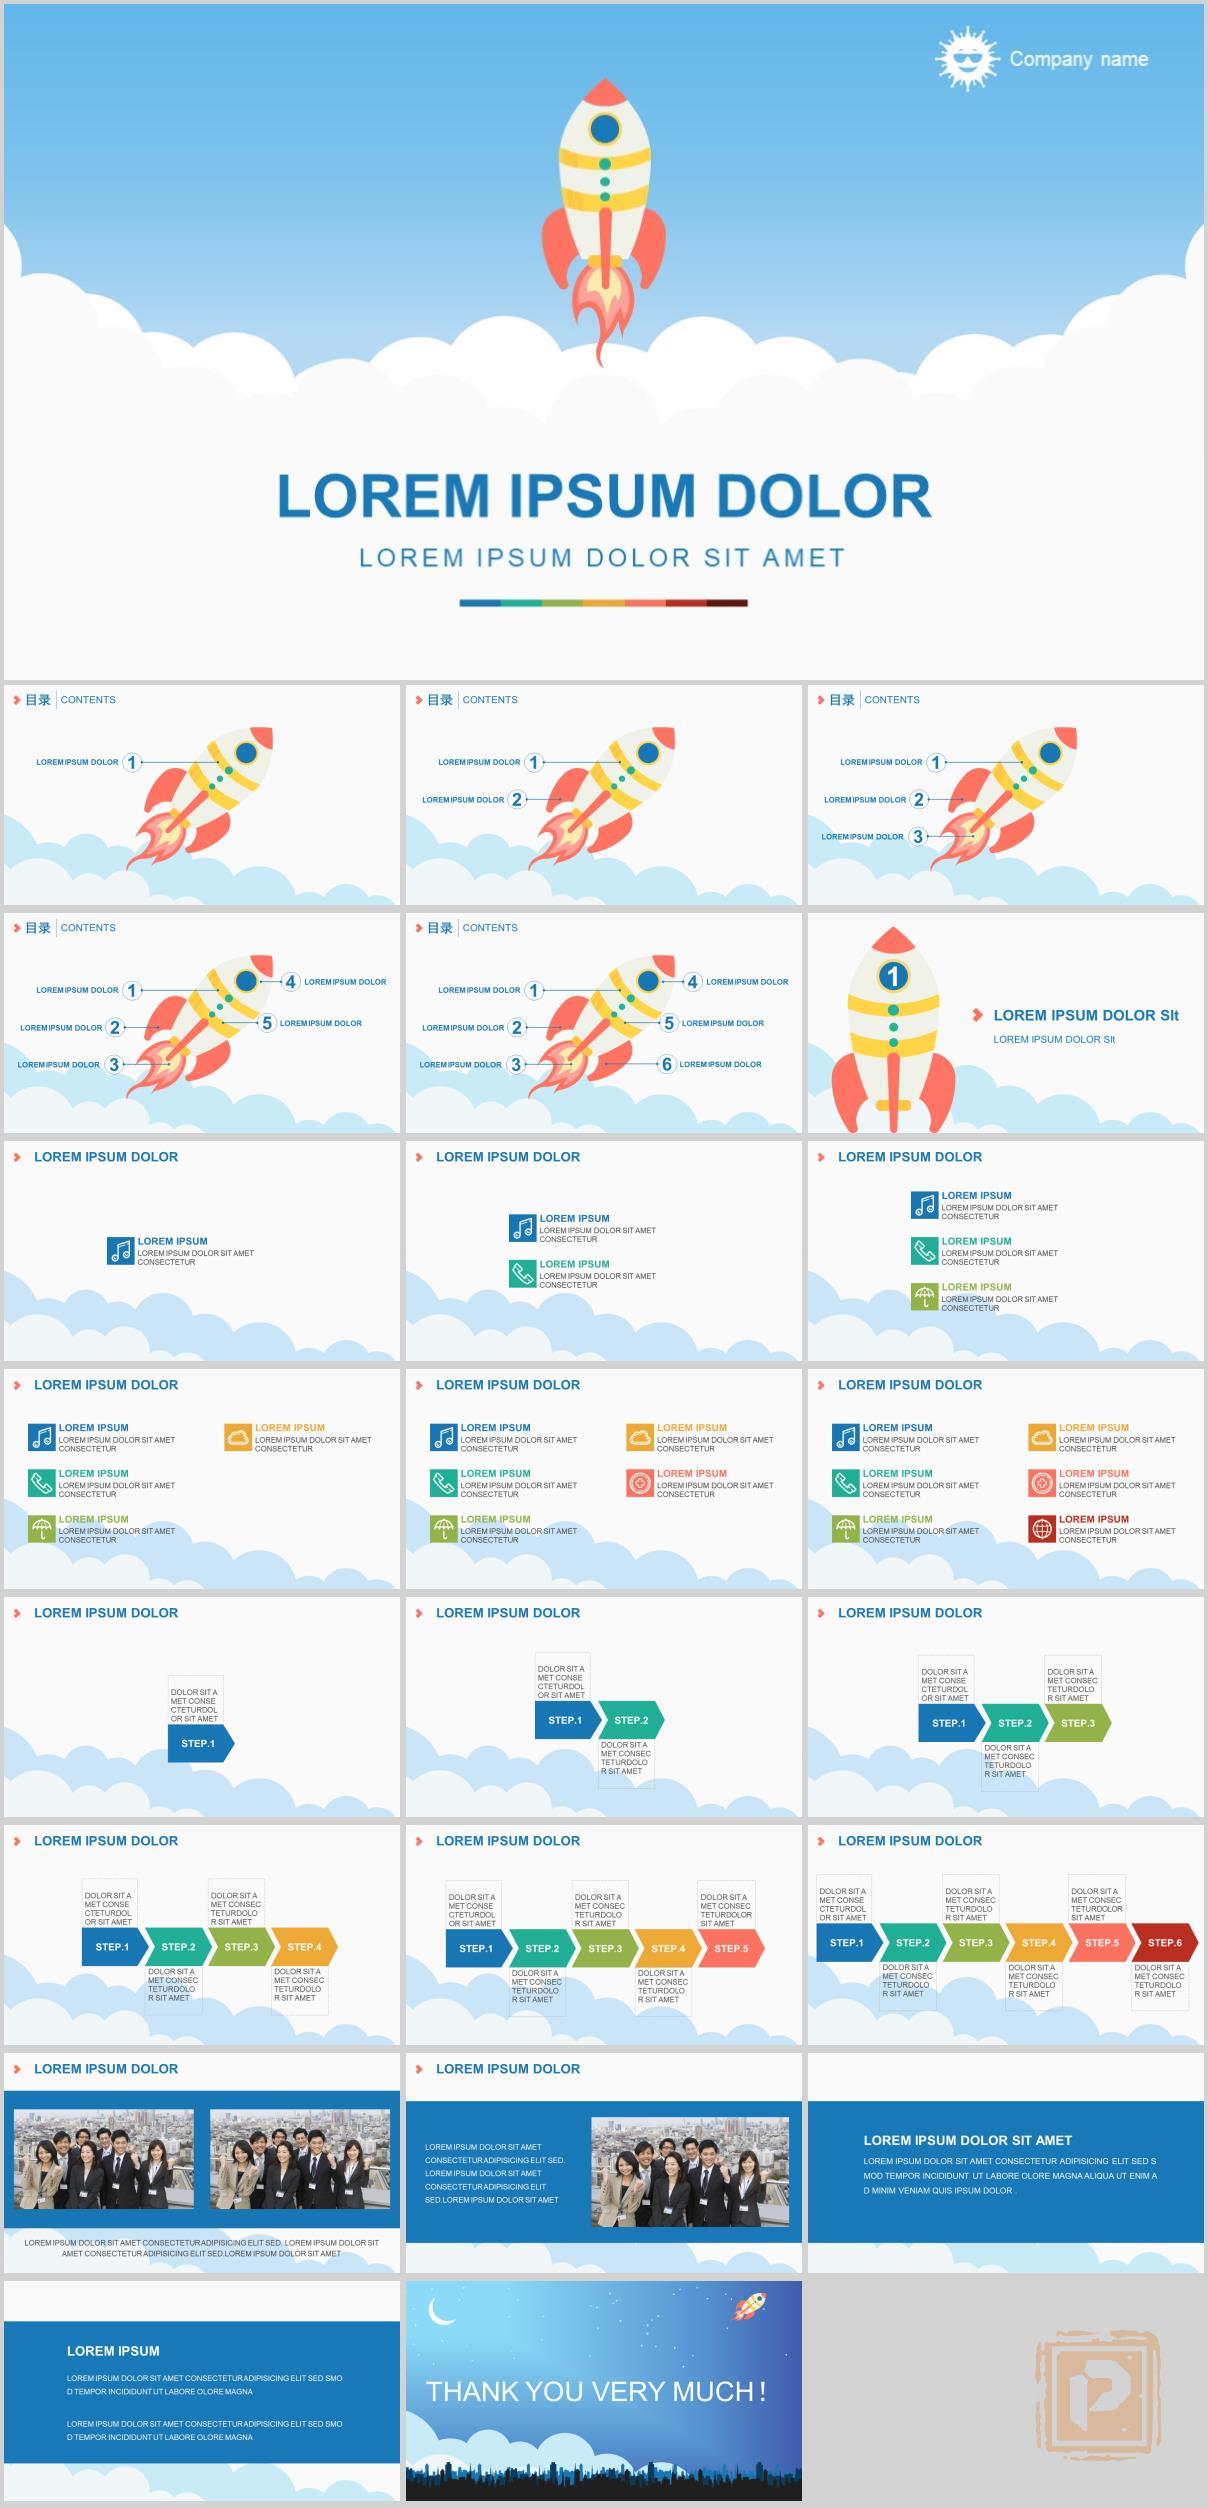 Company name
LOREM IPSUM DOLOR
LOREM IPSUM DOLOR SIT AMET
目录 CONTENTS
LOREM IPSUM DOLOR 1
目录 CONTENTS
LOREM IPSUM DOLOR 1
LOREM IPSUM DOLOR 2
目录 CONTENTS
LOREM IPSUM DOLOR 1
LOREM IPSUM DOLOR 2
LOREM IPSUM DOLOR 3
目录 CONTENTS
LOREM IPSUM DOLOR 1
LOREM IPSUM DOLOR 2
LOREM IPSUM DOLOR 3
4 LOREM IPSUM DOLOR
5 LOREM IPSUM DOLOR
目录 CONTENTS
LOREM IPSUM DOLOR 1
LOREM IPSUM DOLOR 2
LOREM IPSUM DOLOR 3
4 LOREM IPSUM DOLOR
5 LOREM IPSUM DOLOR
6 LOREM IPSUM DOLOR
1
LOREM IPSUM DOLOR SIt
LOREM IPSUM DOLOR SIt
LOREM IPSUM DOLOR
LOREM IPSUM
LOREM IPSUM DOLOR SIT AMET
CONSECTETUR
LOREM IPSUM DOLOR
LOREM IPSUM
LOREM IPSUM DOLOR SIT AMET
CONSECTETUR
LOREM IPSUM
LOREM IPSUM DOLOR SIT AMET
CONSECTETUR
LOREM IPSUM DOLOR
LOREM IPSUM
LOREM IPSUM DOLOR SIT AMET
CONSECTETUR
LOREM IPSUM
LOREM IPSUM DOLOR SIT AMET
CONSECTETUR
LOREM IPSUM
LOREM IPSUM DOLOR SIT AMET
CONSECTETUR
LOREM IPSUM DOLOR
LOREM IPSUM
LOREM IPSUM DOLOR SIT AMET
CONSECTETUR
LOREM IPSUM
LOREM IPSUM DOLOR SIT AMET
CONSECTETUR
LOREM IPSUM
LOREM IPSUM DOLOR SIT AMET
CONSECTETUR
LOREM IPSUM
LOREM IPSUM DOLOR SIT AMET
CONSECTETUR
LOREM IPSUM DOLOR
LOREM IPSUM
LOREM IPSUM DOLOR SIT AMET
CONSECTETUR
LOREM IPSUM
LOREM IPSUM DOLOR SIT AMET
CONSECTETUR
LOREM IPSUM
LOREM IPSUM DOLOR SIT AMET
CONSECTETUR
LOREM IPSUM
LOREM IPSUM DOLOR SIT AMET
CONSECTETUR
LOREM IPSUM
LOREM IPSUM DOLOR SIT AMET
CONSECTETUR
LOREM IPSUM DOLOR
LOREM IPSUM
LOREM IPSUM DOLOR SIT AMET
CONSECTETUR
LOREM IPSUM
LOREM IPSUM DOLOR SIT AMET
CONSECTETUR
LOREM IPSUM
LOREM IPSUM DOLOR SIT AMET
CONSECTETUR
LOREM IPSUM
LOREM IPSUM DOLOR SIT AMET
CONSECTETUR
LOREM IPSUM
LOREM IPSUM DOLOR SIT AMET
CONSECTETUR
LOREM IPSUM
LOREM IPSUM DOLOR SIT AMET
CONSECTETUR
LOREM IPSUM DOLOR
DOLOR SIT A
MET CONSE
CTETURDOL
OR SIT AMET
STEP.1
LOREM IPSUM DOLOR
DOLOR SIT A
MET CONSE
CTETURDOL
OR SIT AMET
STEP.1 STEP.2
DOLOR SIT A
MET CONSEC
TETURDOLO
R SIT AMET
LOREM IPSUM DOLOR
DOLOR SIT A
MET CONSE
CTETURDOL
OR SIT AMET
DOLOR SIT A
MET CONSEC
TETURDOLO
R SIT AMET
STEP.1 STEP.2 STEP.3
DOLOR SIT A
MET CONSEC
TETURDOLO
R SIT AMET
LOREM IPSUM DOLOR
DOLOR SIT A
MET CONSE
CTETURDOL
OR SIT AMET
DOLOR SIT A
MET CONSEC
TETURDOLO
R SIT AMET
STEP.1 STEP.2 STEP.3 STEP.4
DOLOR SIT A
MET CONSEC
TETURDOLO
R SIT AMET
DOLOR SIT A
MET CONSEC
TETURDOLO
R SIT AMET
LOREM IPSUM DOLOR
DOLOR SIT A
MET CONSE
CTETURDOL
OR SIT AMET
DOLOR SIT A
MET CONSEC
TETURDOLO
R SIT AMET
DOLOR SIT A
MET CONSEC
TETURDOLOR
SIT AMET
STEP.1 STEP.2 STEP.3 STEP.4 STEP.5
DOLOR SIT A
MET CONSEC
TETURDOLO
R SIT AMET
DOLOR SIT A
MET CONSEC
TETURDOLO
R SIT AMET
LOREM IPSUM DOLOR
DOLOR SIT A
MET CONSE
CTETURDOL
OR SIT AMET
DOLOR SIT A
MET CONSEC
TETURDOLO
R SIT AMET
DOLOR SIT A
MET CONSEC
TETURDOLOR
SIT AMET
STEP.1 STEP.2 STEP.3 STEP.4 STEP.5 STEP.6
DOLOR SIT A
MET CONSEC
TETURDOLO
R SIT AMET
DOLOR SIT A
MET CONSEC
TETURDOLO
R SIT AMET
DOLOR SIT A
MET CONSEC
TETURDOLO
R SIT AMET
LOREM IPSUM DOLOR
LOREM IPSUM DOLOR SIT AMET CONSECTETUR ADIPISICING ELIT SED. LOREM IPSUM DOLOR SIT
AMET CONSECTETUR ADIPISICING ELIT SED.LOREM IPSUM DOLOR SIT AMET
LOREM IPSUM DOLOR
LOREM IPSUM DOLOR SIT AMET
CONSECTETUR ADIPISICING ELIT SED.
LOREM IPSUM DOLOR SIT AMET
CONSECTETUR ADIPISICING ELIT
SED.LOREM IPSUM DOLOR SIT AMET
LOREM IPSUM DOLOR SIT AMET
LOREM IPSUM DOLOR SIT AMET CONSECTETUR ADIPISICING ELIT SED S
MOD TEMPOR INCIDIDUNT UT LABORE OLORE MAGNA ALIQUA UT ENIM A
D MINIM VENIAM QUIS IPSUM DOLOR .
LOREM IPSUM
LOREM IPSUM DOLOR SIT AMET CONSECTETUR ADIPISICING ELIT SED SMO
D TEMPOR INCIDIDUNT UT LABORE OLORE MAGNA
LOREM IPSUM DOLOR SIT AMET CONSECTETUR ADIPISICING ELIT SED SMO
D TEMPOR INCIDIDUNT UT LABORE OLORE MAGNA
THANK YOU VERY MUCH !
P